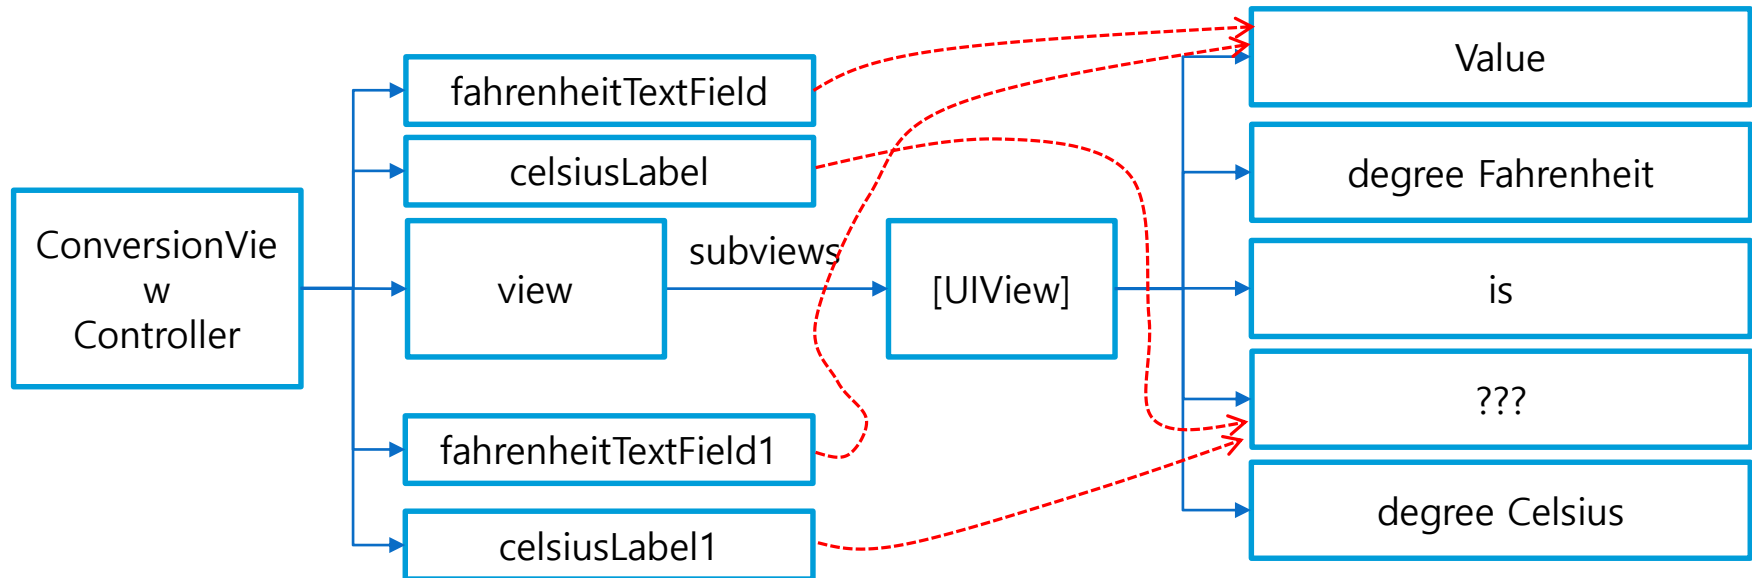 Value
fahrenheitTextField
degree Fahrenheit
celsiusLabel
ConversionVie
w
Controller
subviews
view
[UIView]
is
???
fahrenheitTextField1
degree Celsius
celsiusLabel1